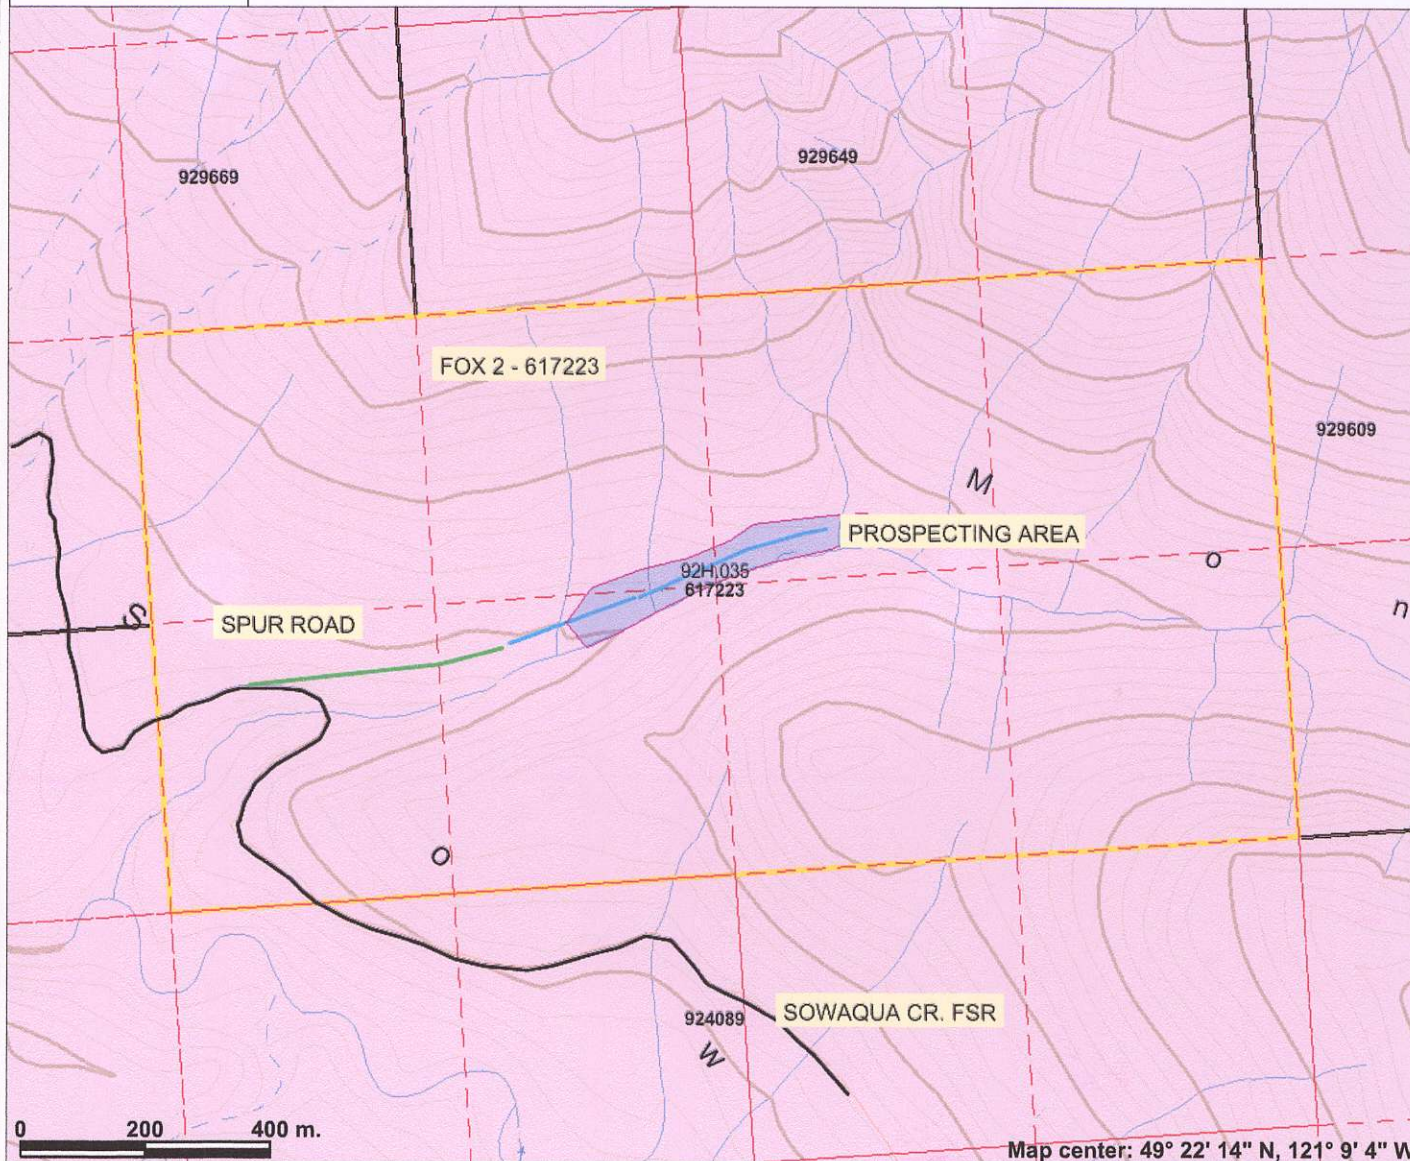 929669
929649
FOX 2 - 617223
929609
M
PROSPECTING AREA
O
92H.035
617223
n
S
SPUR ROAD
O
SOWAQUA CR. FSR
924089
W
0 200 400 m.
Map center: 49° 22' 14" N, 121° 9' 4" W